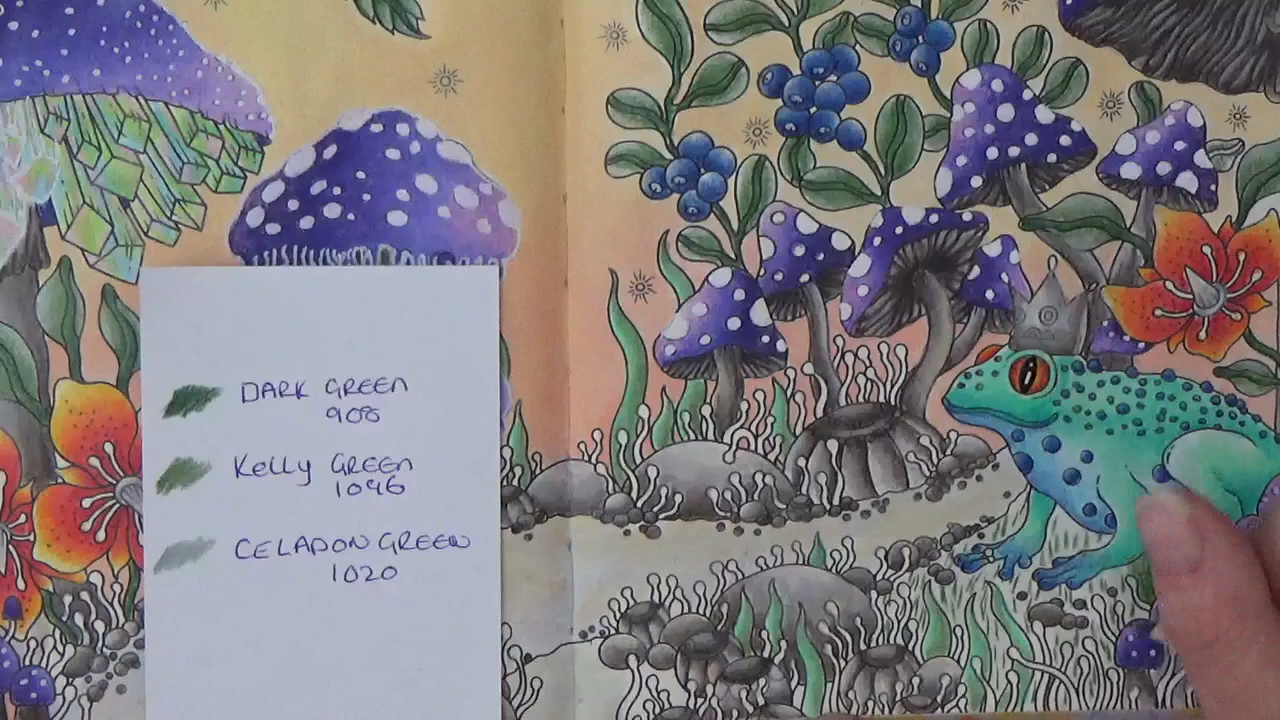 DARK GREEN
908
Kelly GREEN
1096
CELADON GREEN
1020